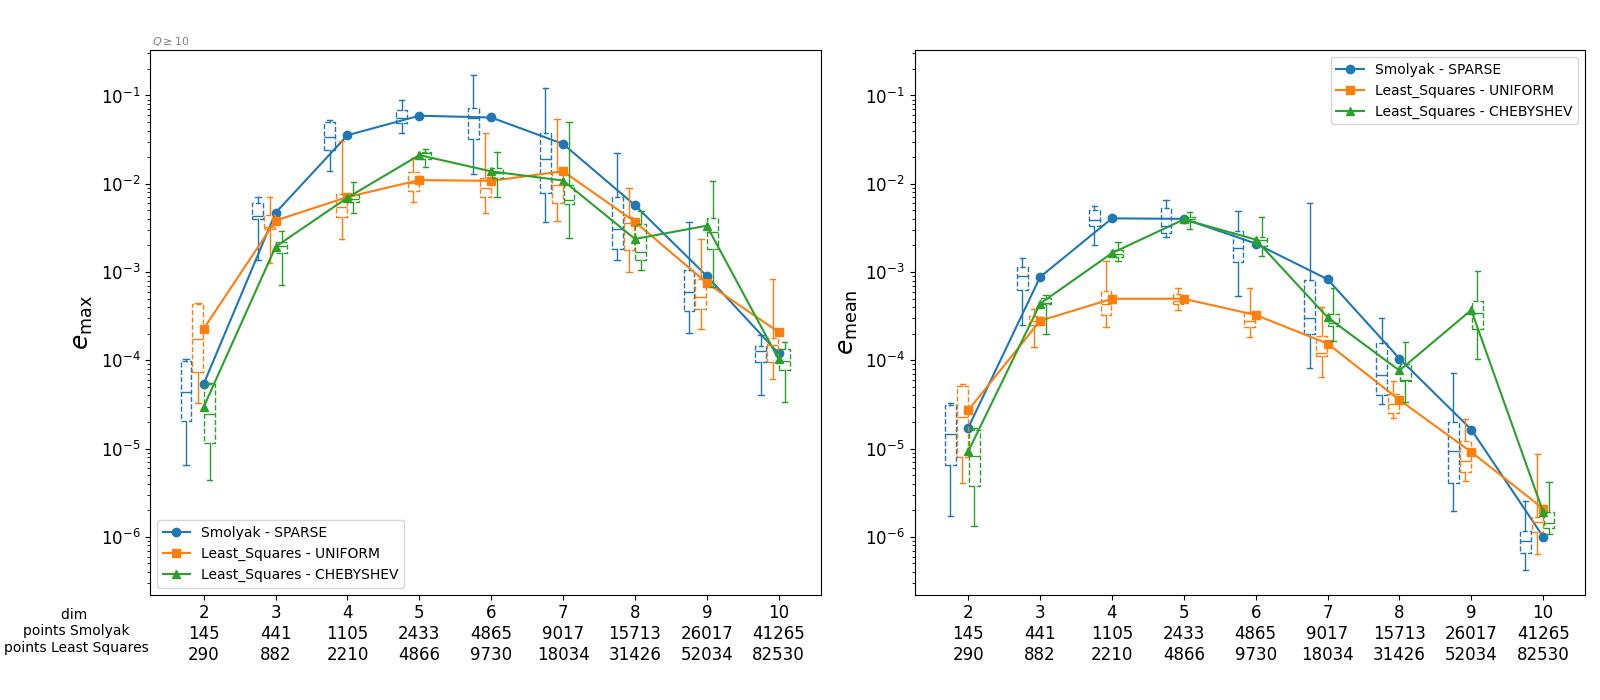 Q ≥ 10
10⁻¹
10⁻²
10⁻³
10⁻⁴
10⁻⁵
10⁻⁶
e_max
Smolyak - SPARSE
Least_Squares - UNIFORM
Least_Squares - CHEBYSHEV
dim
points Smolyak
points Least Squares
2 3 4 5 6 7 8 9 10
145 441 1105 2433 4865 9017 15713 26017 41265
290 882 2210 4866 9730 18034 31426 52034 82530
10⁻¹
10⁻²
10⁻³
10⁻⁴
10⁻⁵
10⁻⁶
e_mean
Smolyak - SPARSE
Least_Squares - UNIFORM
Least_Squares - CHEBYSHEV
2 3 4 5 6 7 8 9 10
145 441 1105 2433 4865 9017 15713 26017 41265
290 882 2210 4866 9730 18034 31426 52034 82530